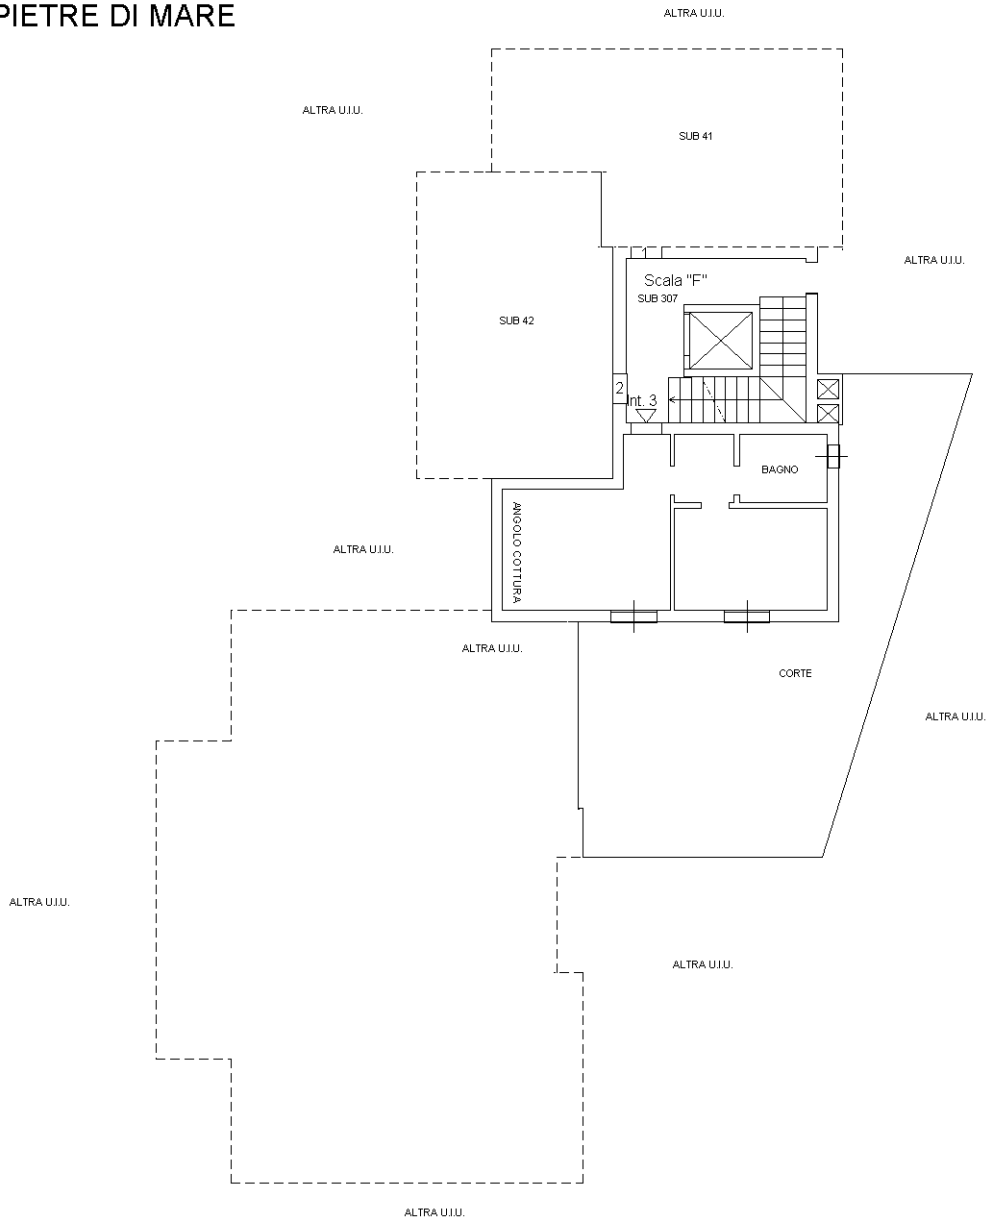 PIETRE DI MARE
ALTRA U.I.U.
ALTRA U.I.U.
SUB 41
1
ALTRA U.I.U.
Scala "F"
SUB 307
SUB 42
2
Int. 3
BAGNO
ANGOLO COTTURA
ALTRA U.I.U.
ALTRA U.I.U.
CORTE
ALTRA U.I.U.
ALTRA U.I.U.
ALTRA U.I.U.
ALTRA U.I.U.